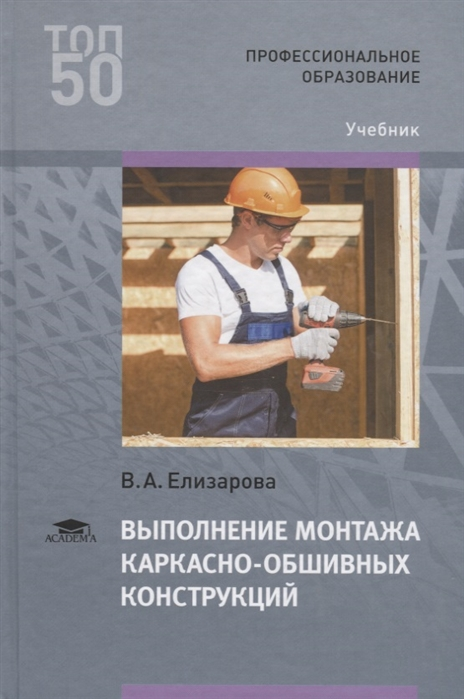 ТОП
50
ПРОФЕССИОНАЛЬНОЕ
ОБРАЗОВАНИЕ
Учебник
В. А. Елизарова
ACADEMA
ВЫПОЛНЕНИЕ МОНТАЖА
КАРКАСНО-ОБШИВНЫХ
КОНСТРУКЦИЙ